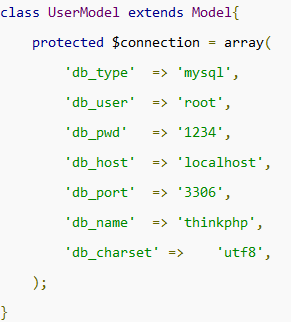 class UserModel extends Model{
    protected $connection = array(
        'db_type'  => 'mysql',
        'db_user'  => 'root',
        'db_pwd'   => '1234',
        'db_host'  => 'localhost',
        'db_port'  => '3306',
        'db_name'  => 'thinkphp',
        'db_charset' =>    'utf8',
    );
}